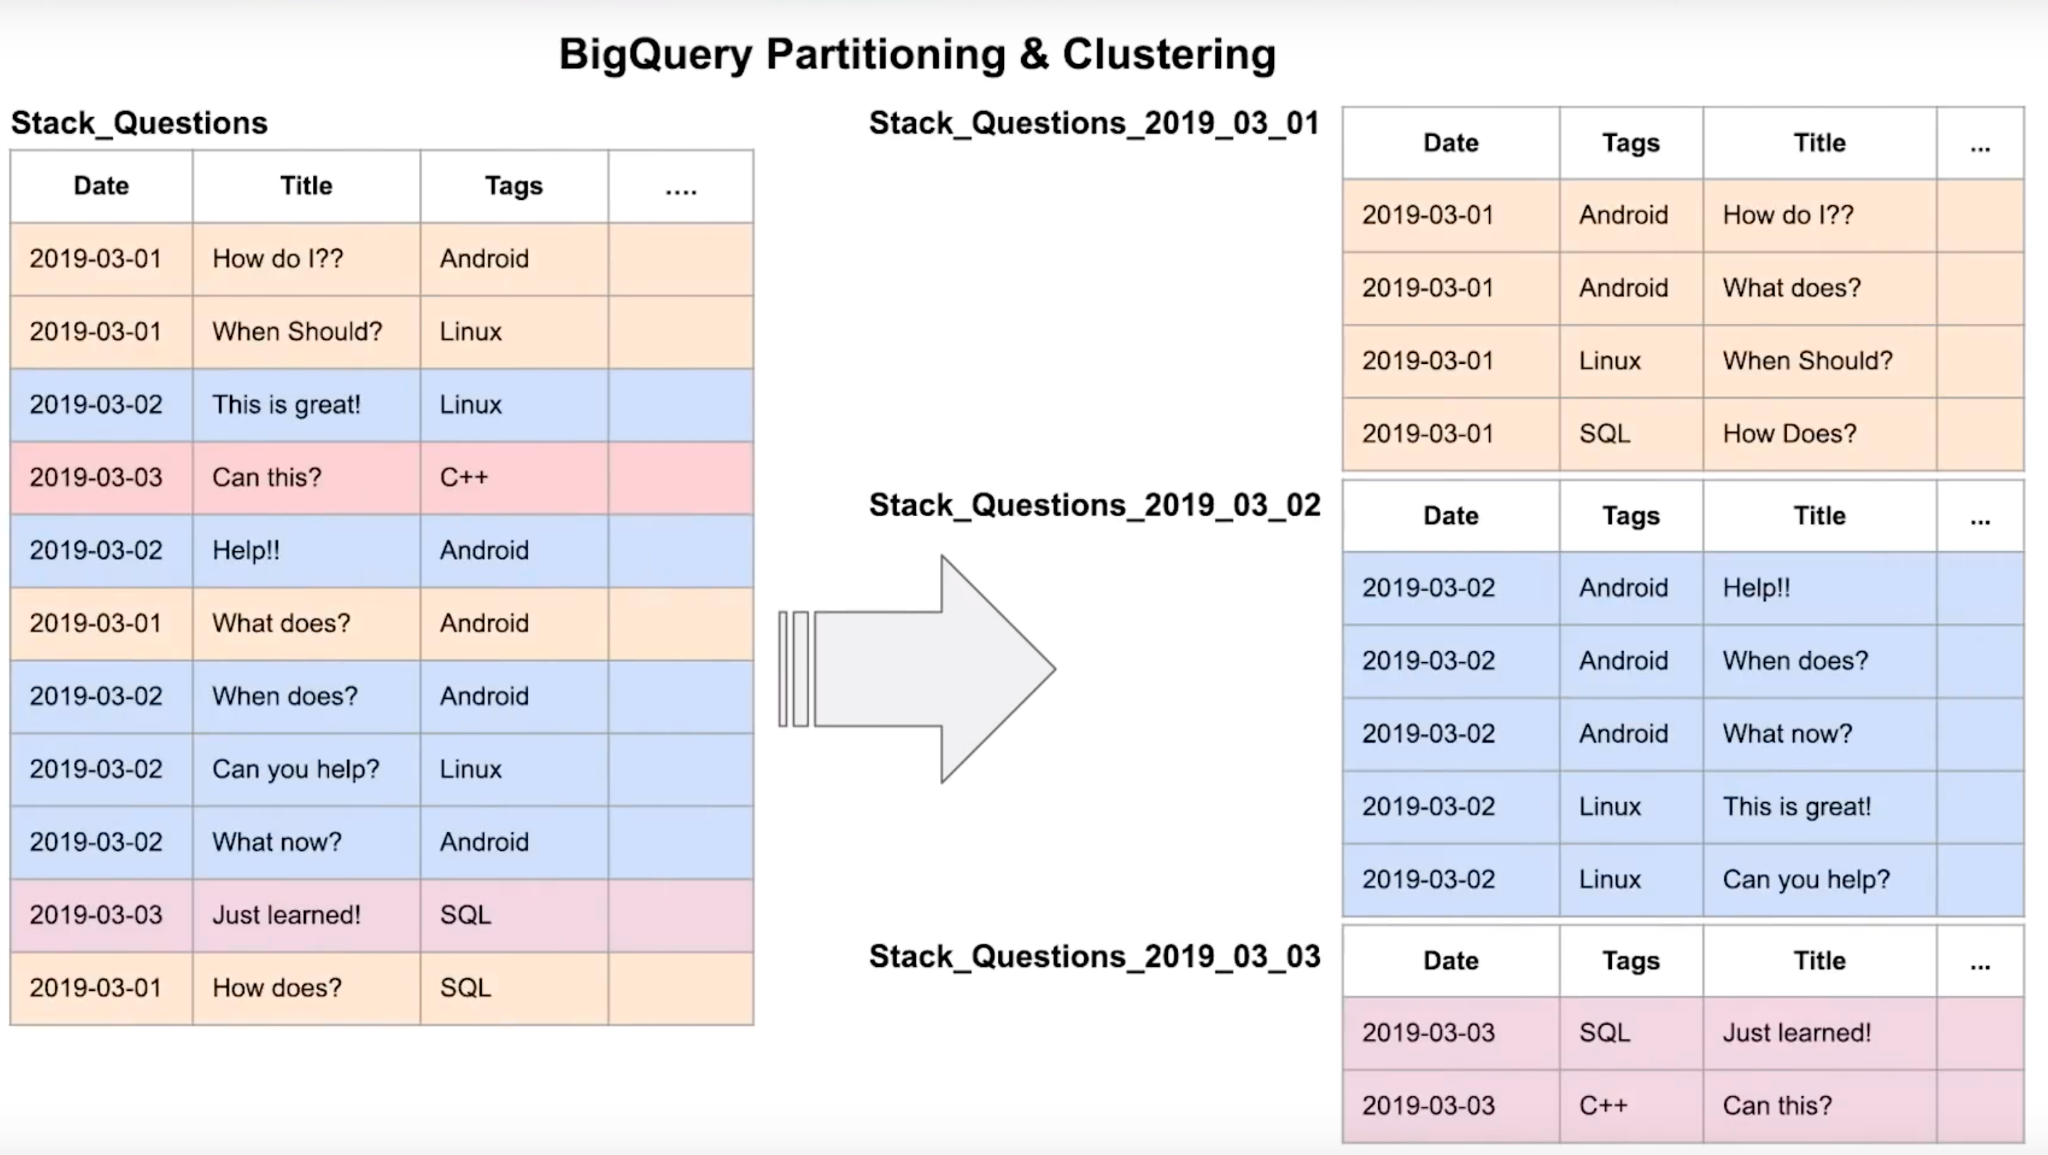 BigQuery Partitioning & Clustering
Stack_Questions
Date Title Tags ....
2019-03-01 How do I?? Android
2019-03-01 When Should? Linux
2019-03-02 This is great! Linux
2019-03-03 Can this? C++
2019-03-02 Help!! Android
2019-03-01 What does? Android
2019-03-02 When does? Android
2019-03-02 Can you help? Linux
2019-03-02 What now? Android
2019-03-03 Just learned! SQL
2019-03-01 How does? SQL
Stack_Questions_2019_03_01
Date Tags Title ...
2019-03-01 Android How do I??
2019-03-01 Android What does?
2019-03-01 Linux When Should?
2019-03-01 SQL How Does?
Stack_Questions_2019_03_02
Date Tags Title ...
2019-03-02 Android Help!!
2019-03-02 Android When does?
2019-03-02 Android What now?
2019-03-02 Linux This is great!
2019-03-02 Linux Can you help?
Stack_Questions_2019_03_03
Date Tags Title ...
2019-03-03 SQL Just learned!
2019-03-03 C++ Can this?